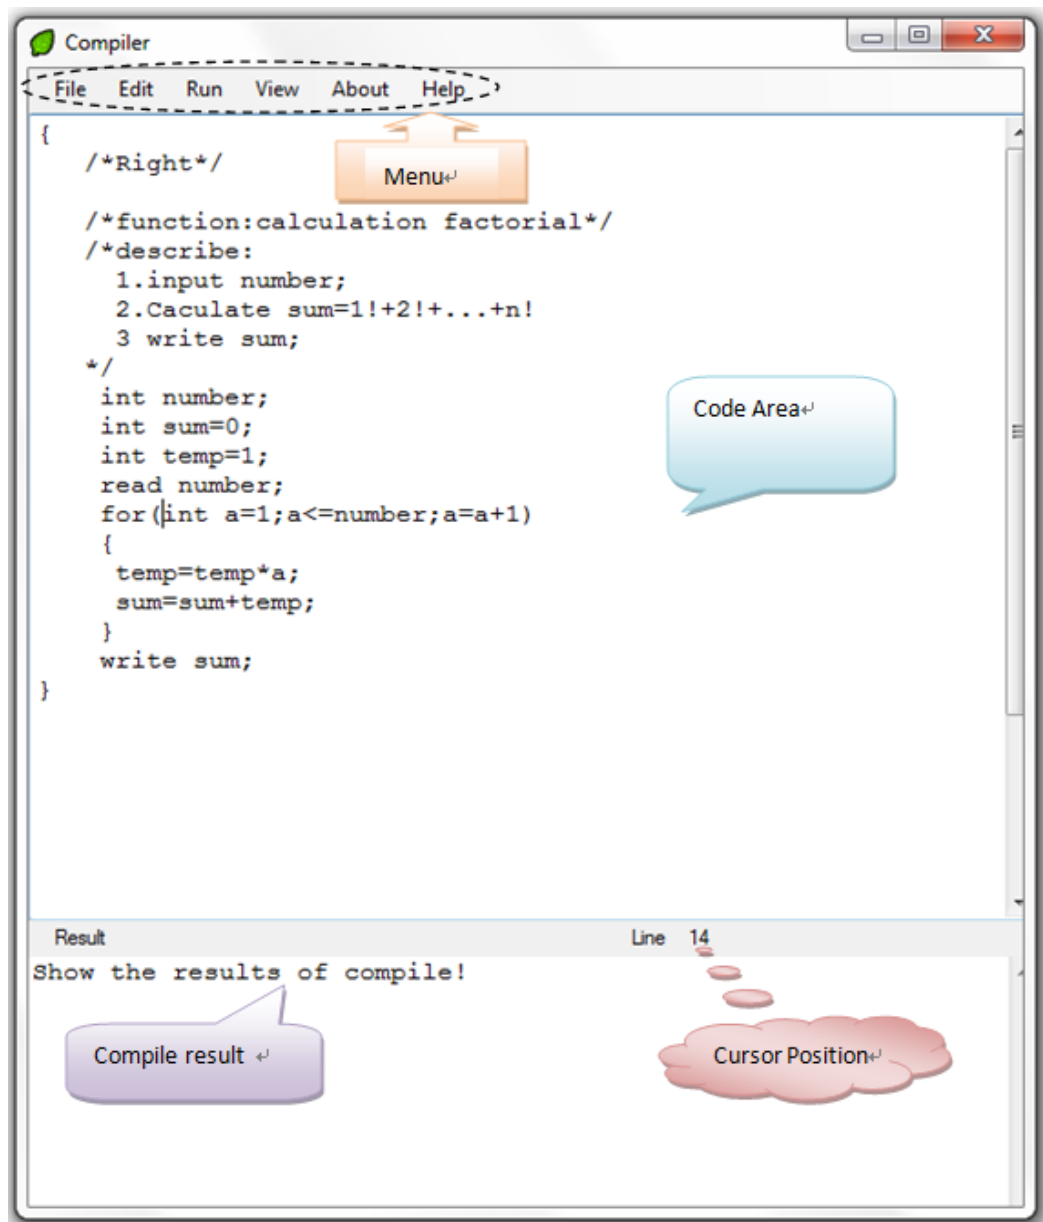 Compiler
File Edit Run View About Help
{
/*Right*/
Menu
/*function:calculation factorial*/
/*describe:
1.input number;
2.Caculate sum=1!+2!+...+n!
3 write sum;
*/
int number;
int sum=0;
int temp=1;
read number;
for(int a=1;a<=number;a=a+1)
{
temp=temp*a;
sum=sum+temp;
}
write sum;
}
Code Area
Result Line 14
Show the results of compile!
Compile result
Cursor Position